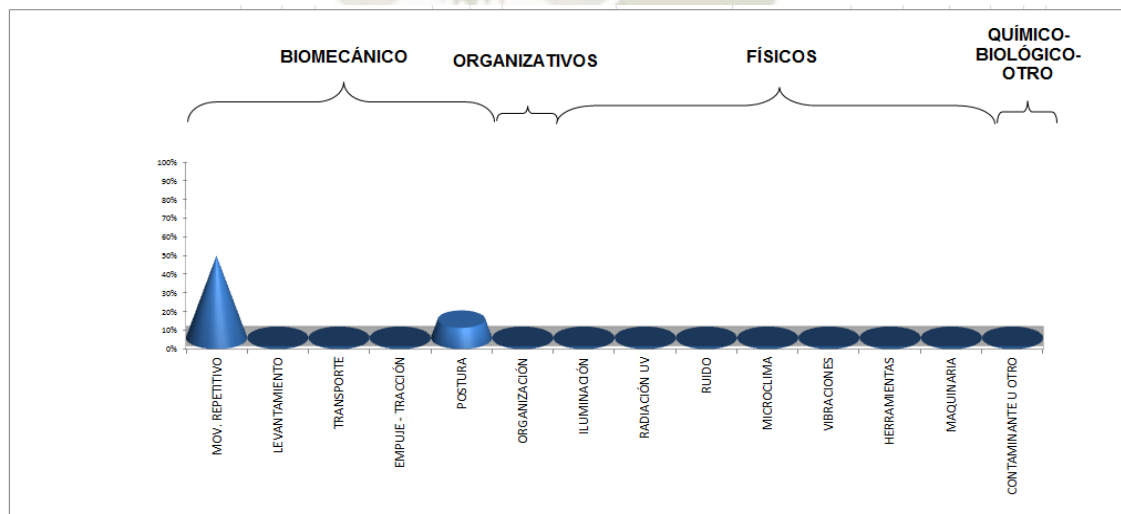 BIOMECÁNICO
ORGANIZATIVOS
FÍSICOS
QUÍMICO-
BIOLÓGICO-
OTRO
100%
90%
80%
70%
60%
50%
40%
30%
20%
10%
0%
MOV. REPETITIVO
LEVANTAMIENTO
TRANSPORTE
EMPUJE - TRACCIÓN
POSTURA
ORGANIZACIÓN
ILUMINACIÓN
RADIACIÓN UV
RUIDO
MICROCLIMA
VIBRACIONES
HERRAMIENTAS
MAQUINARIA
CONTAMINANTE U OTRO